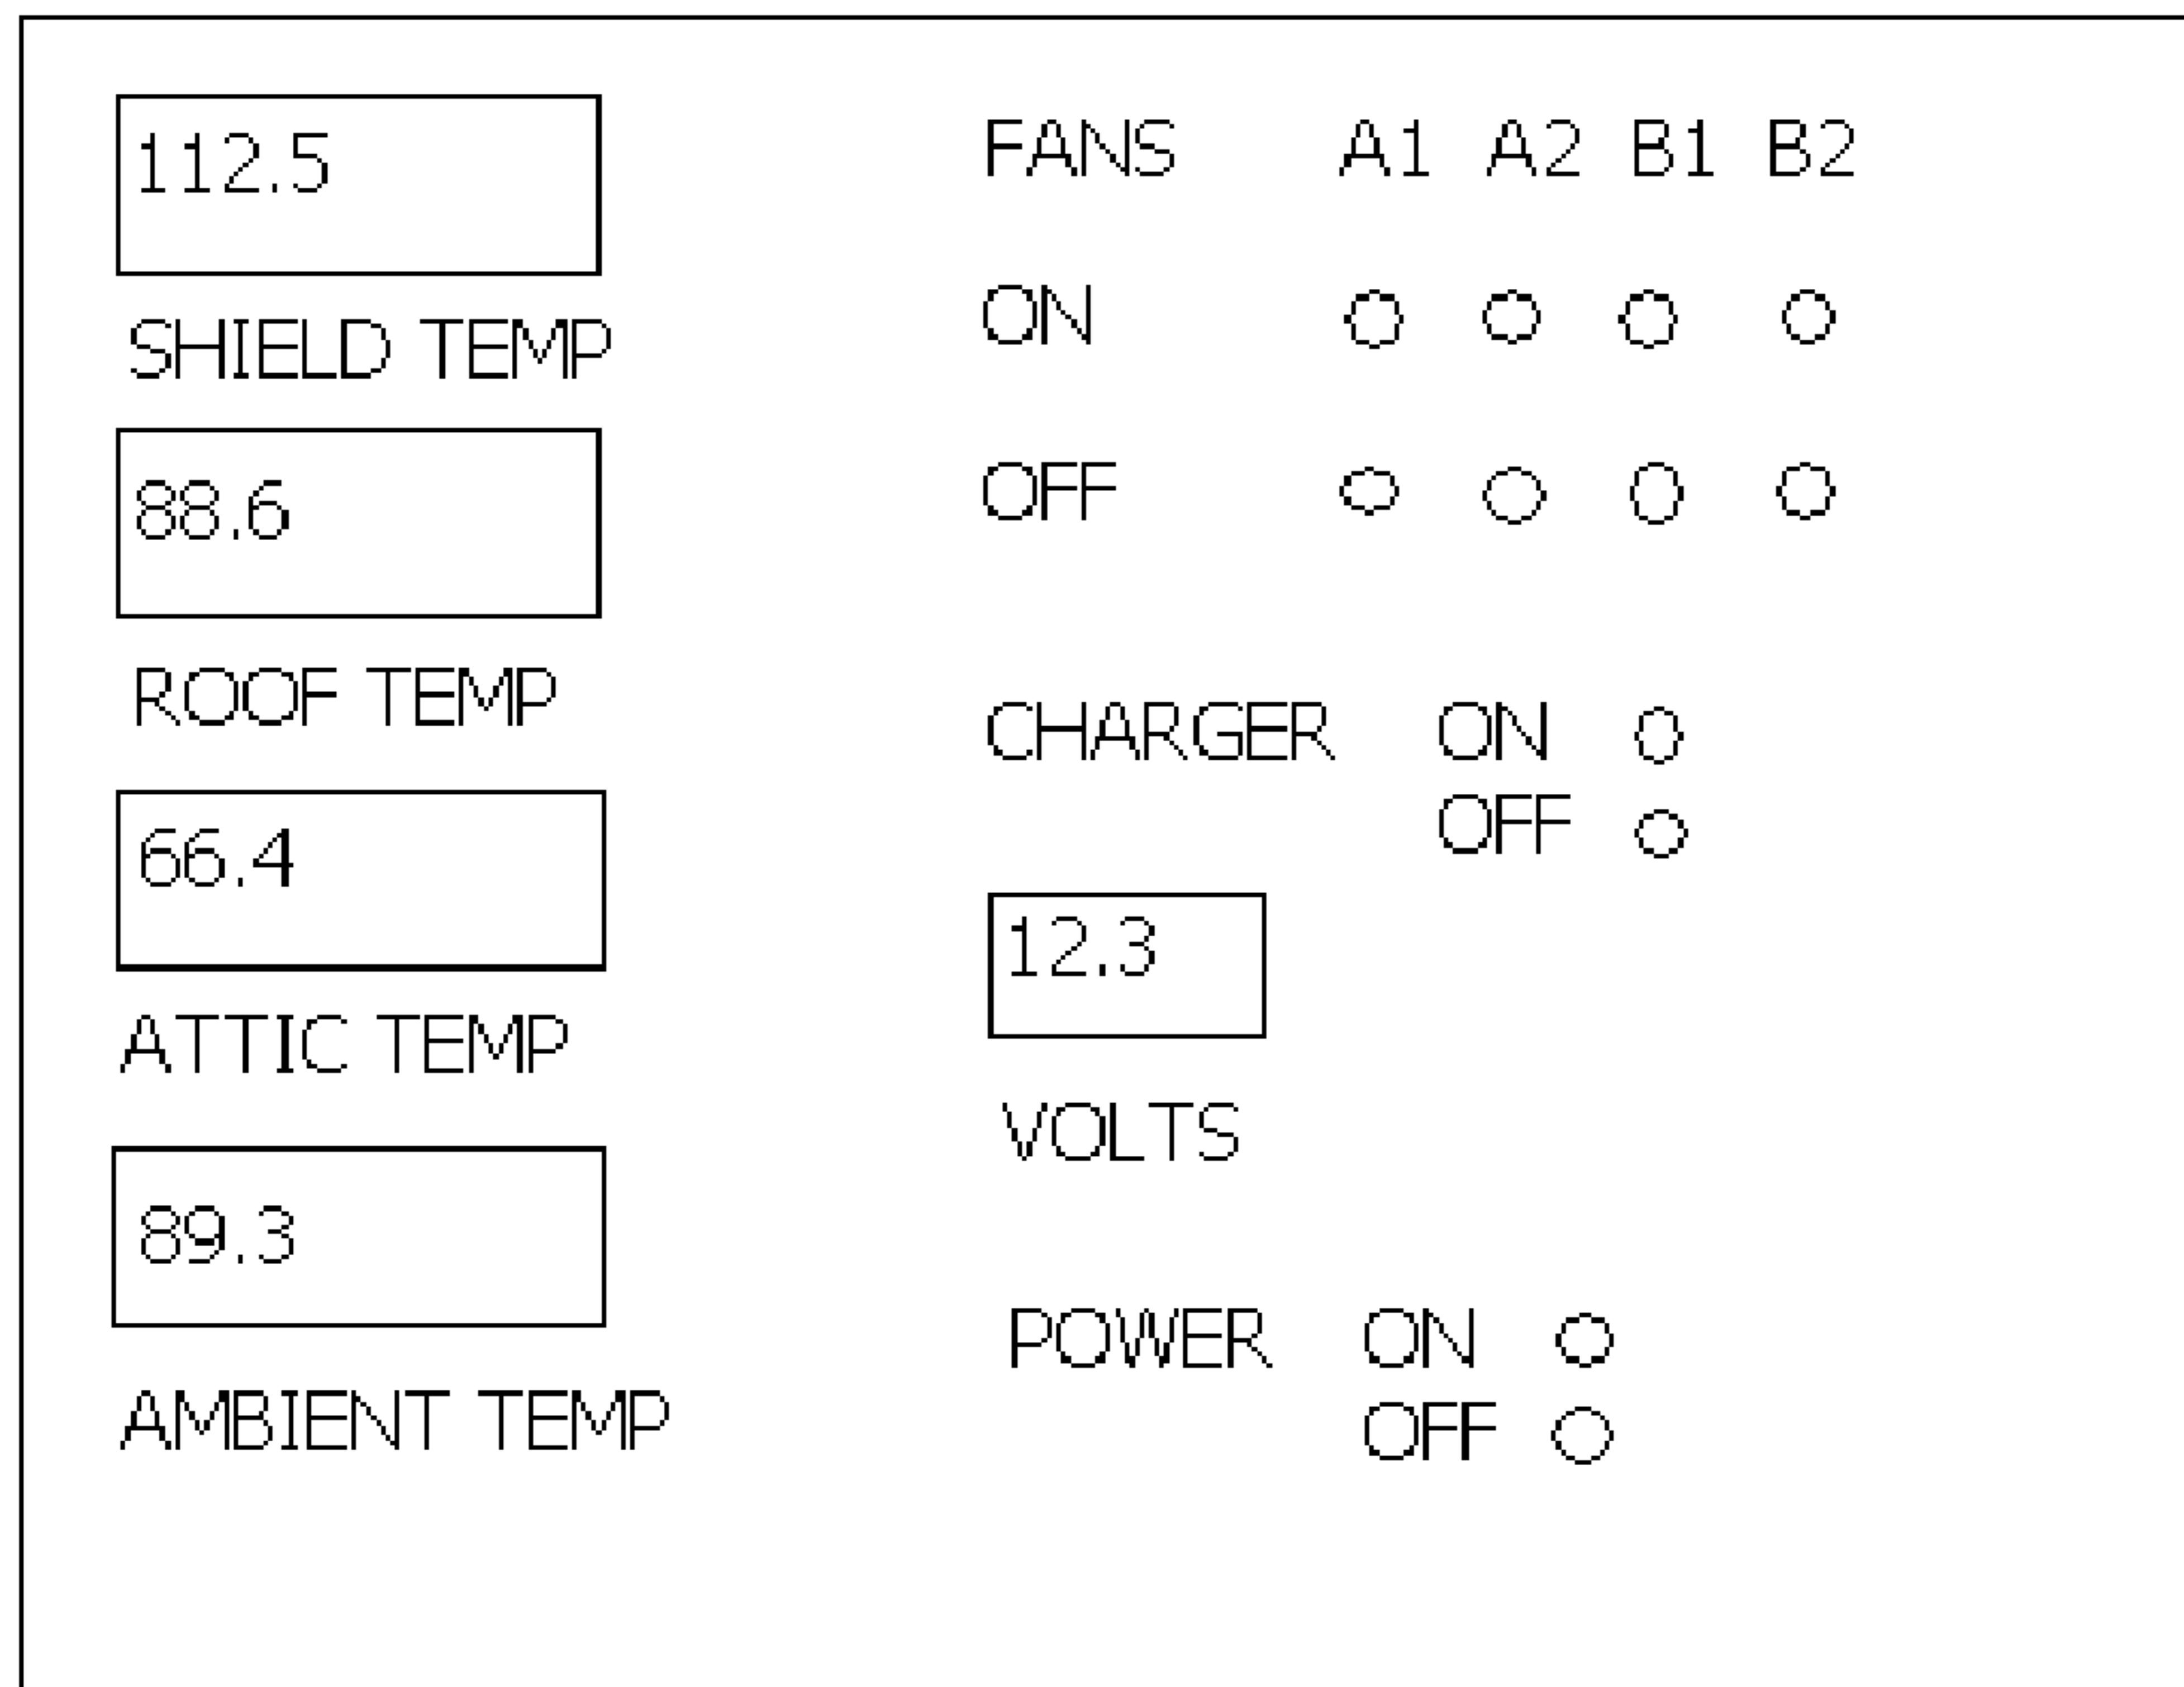 112.5
SHIELD TEMP
88.6
ROOF TEMP
66.4
ATTIC TEMP
89.3
AMBIENT TEMP
FANS A1 A2 B1 B2
ON
OFF
CHARGER ON
OFF
12.3
VOLTS
POWER ON
OFF